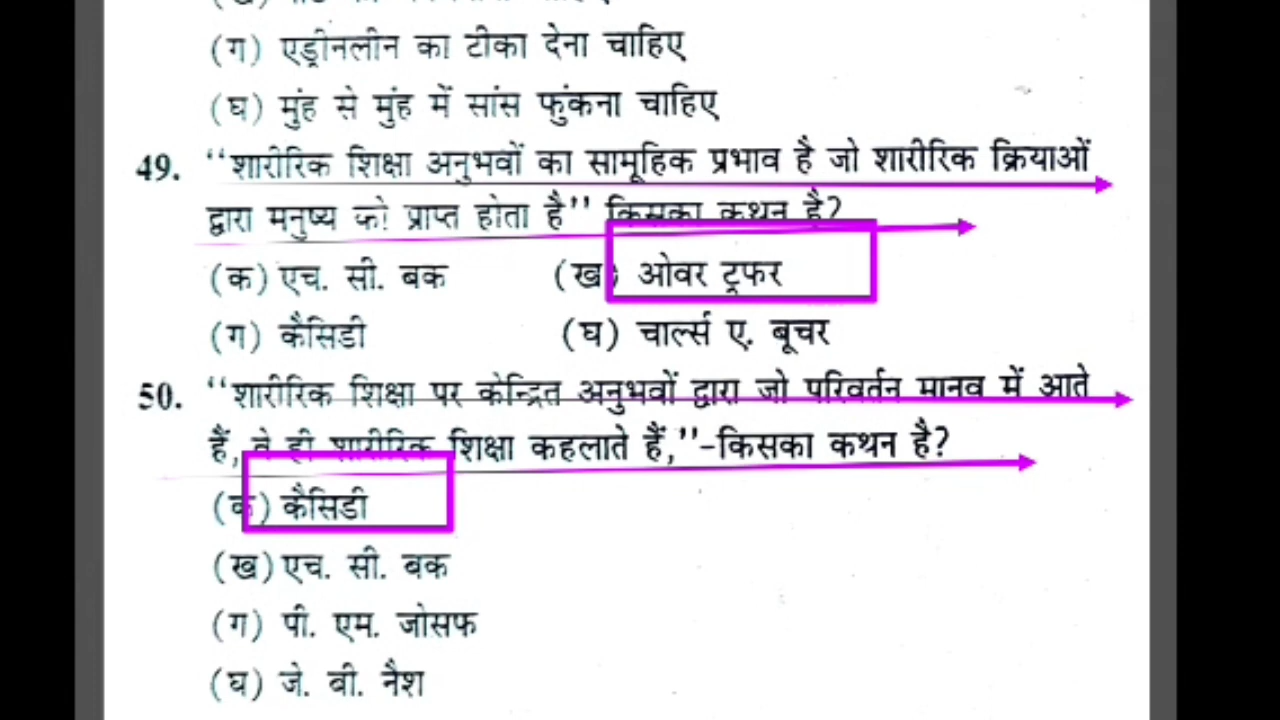 (ग) एड्रीनलीन का टीका देना चाहिए
(घ) मुंह से मुंह में सांस फुंकना चाहिए
49. ‘‘शारीरिक शिक्षा अनुभवों का सामूहिक प्रभाव है जो शारीरिक क्रियाओं
द्वारा मनुष्य को प्राप्त होता है’’ किसका कथन है?
(क) एच. सी. बक (ख) ओवर ट्रफर
(ग) कैसिडी (घ) चार्ल्स ए. बूचर
50. ‘‘शारीरिक शिक्षा पर केन्द्रित अनुभवों द्वारा जो परिवर्तन मानव में आते
हैं, वे ही शारीरिक शिक्षा कहलाते हैं,’’-किसका कथन है?
(क) कैसिडी
(ख) एच. सी. बक
(ग) पी. एम. जोसफ
(घ) जे. बी. नैश